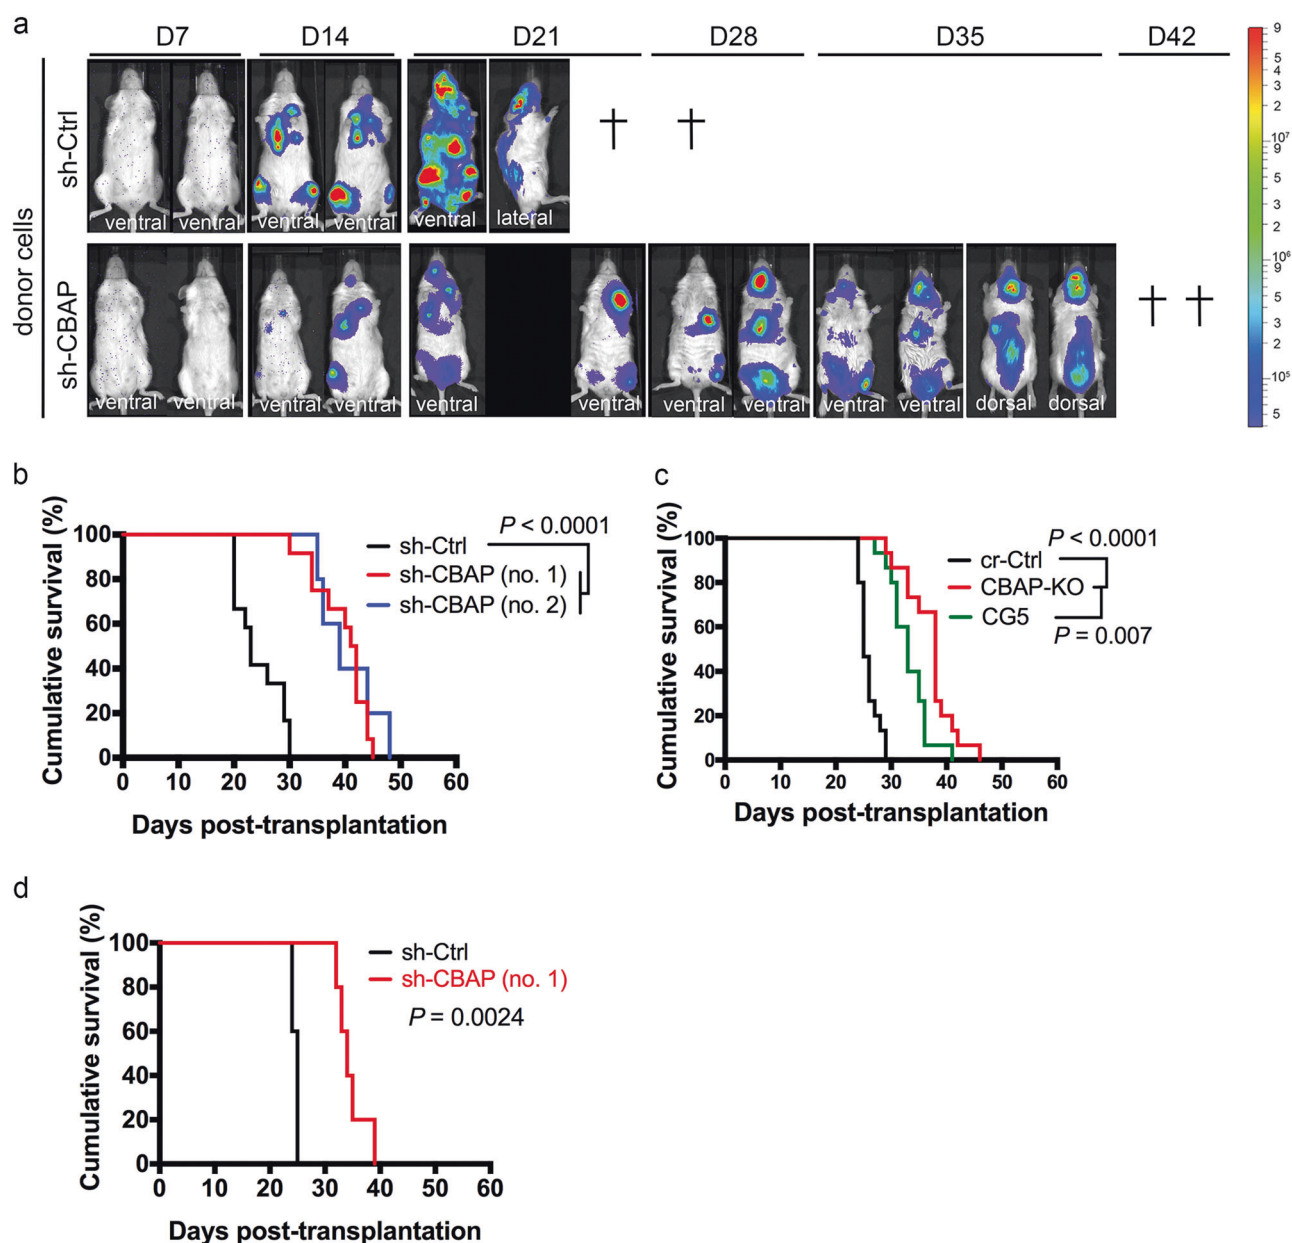 a
D7 D14 D21 D28 D35 D42
donor cells
sh-Ctrl
ventral ventral ventral ventral ventral lateral
† †
sh-CBAP
ventral ventral ventral ventral ventral ventral ventral ventral ventral ventral dorsal dorsal
† †
9
5
4
3
2
10⁷
9
5
3
2
10⁶
9
5
3
2
10⁵
5
b
Cumulative survival (%)
100
80
60
40
20
0
0 10 20 30 40 50 60
Days post-transplantation
P < 0.0001
sh-Ctrl
sh-CBAP (no. 1)
sh-CBAP (no. 2)
c
Cumulative survival (%)
100
80
60
40
20
0
0 10 20 30 40 50 60
Days post-transplantation
P < 0.0001
cr-Ctrl
CBAP-KO
CG5
P = 0.007
d
Cumulative survival (%)
100
80
60
40
20
0
0 10 20 30 40 50 60
Days post-transplantation
sh-Ctrl
sh-CBAP (no. 1)
P = 0.0024